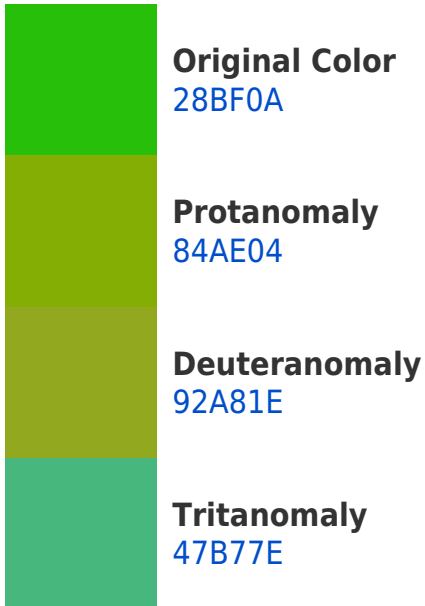 Original Color
28BF0A
Protanomaly
84AE04
Deuteranomaly
92A81E
Tritanomaly
47B77E